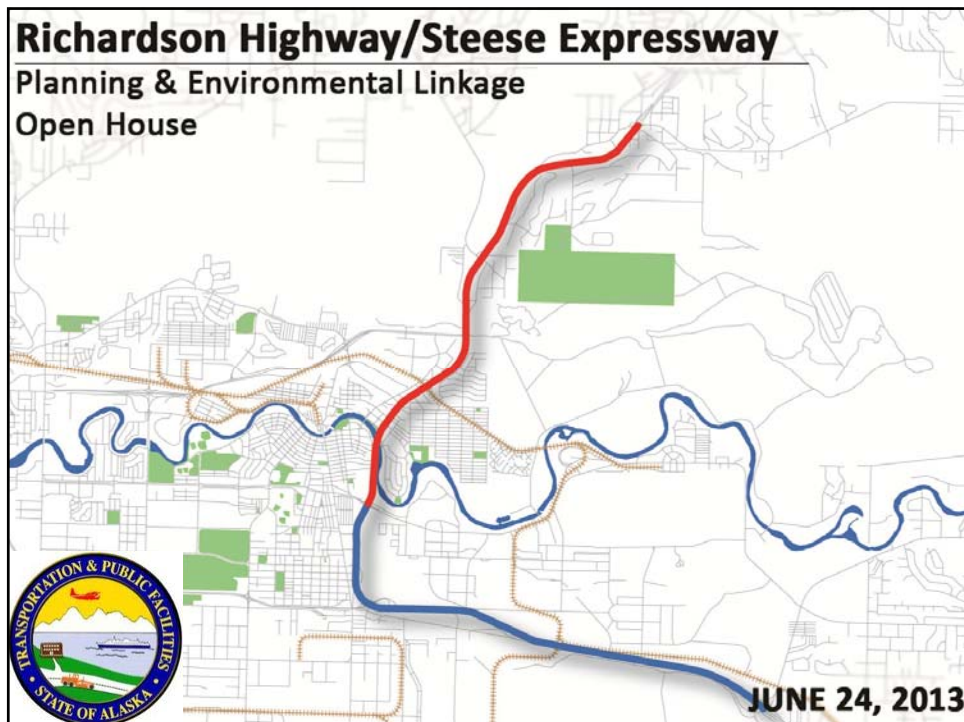 Richardson Highway/Steese Expressway
Planning & Environmental Linkage
Open House
TRANSPORTATION & PUBLIC FACILITIES
STATE OF ALASKA
JUNE 24, 2013